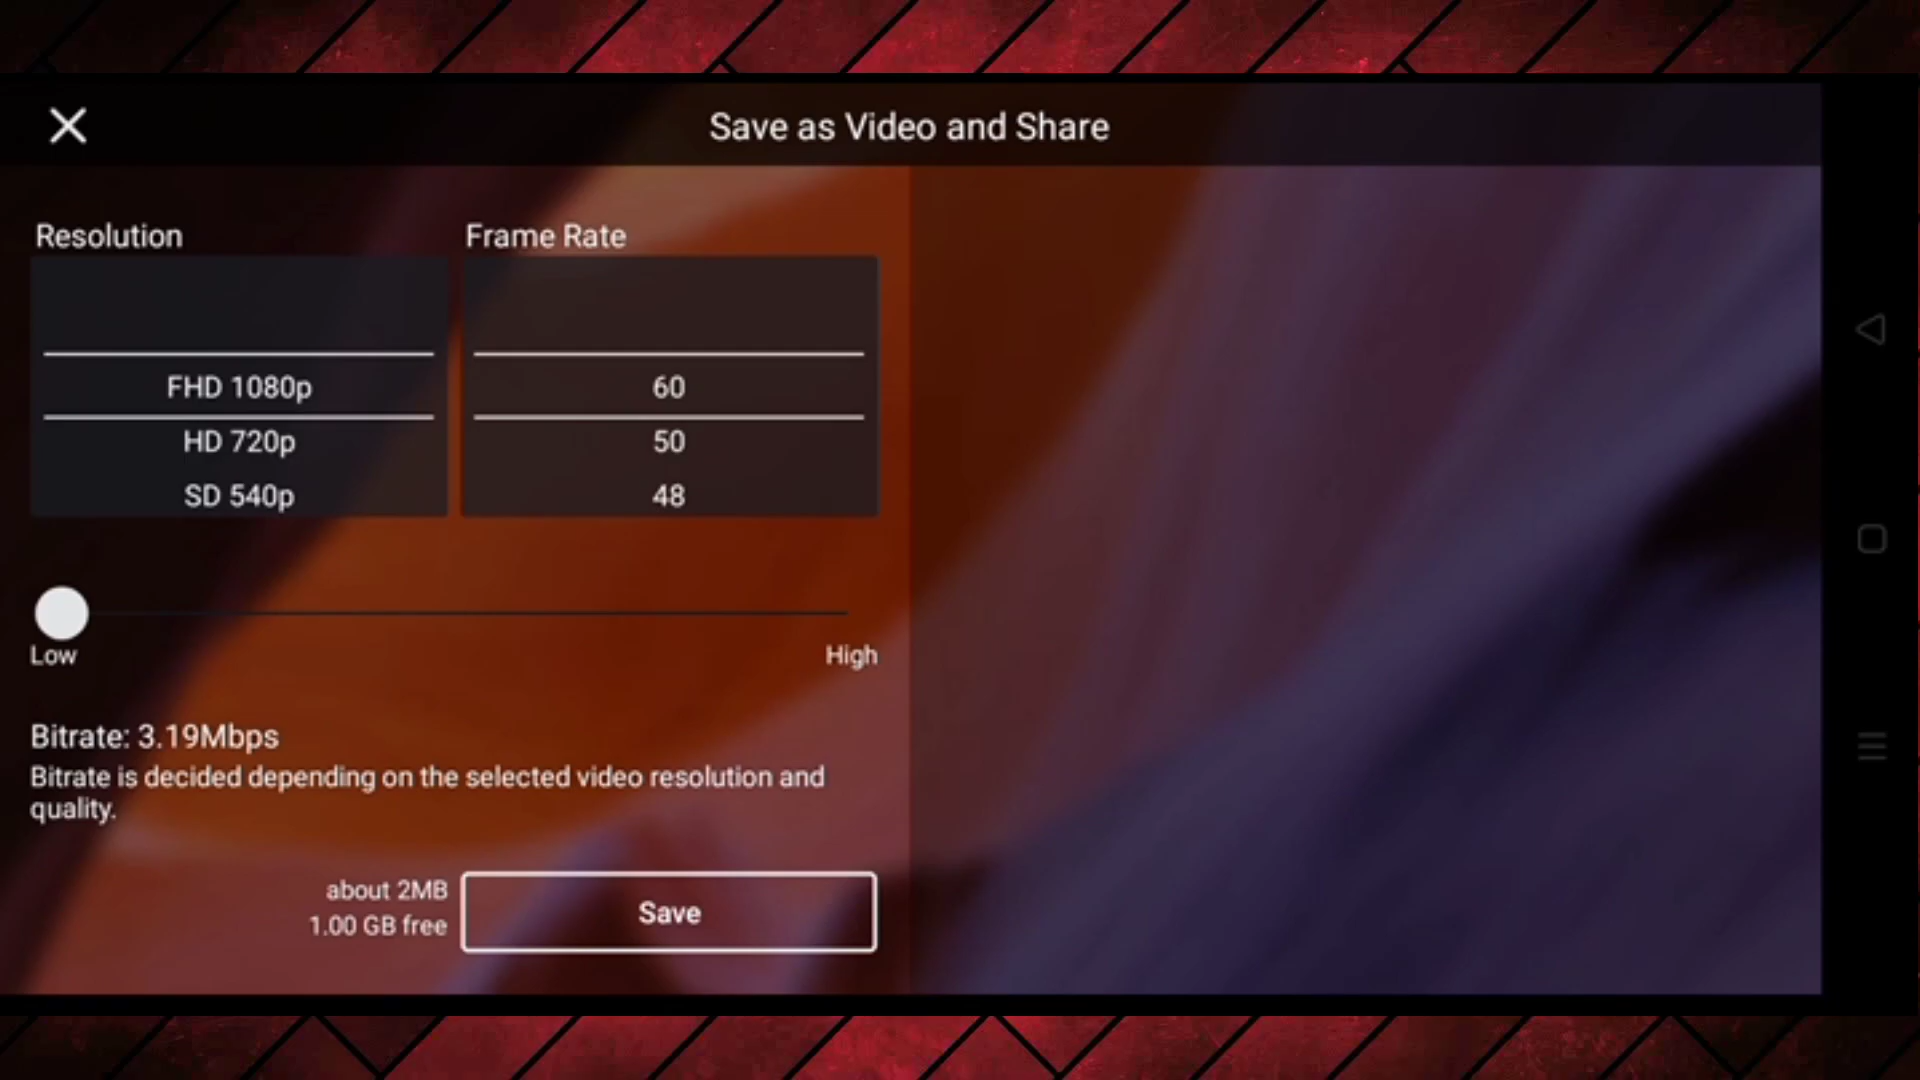 Save as Video and Share
Resolution
Frame Rate
FHD 1080p
60
HD 720p
50
SD 540p
48
Low
High
Bitrate: 3.19Mbps
Bitrate is decided depending on the selected video resolution and
quality.
about 2MB
1.00 GB free
Save